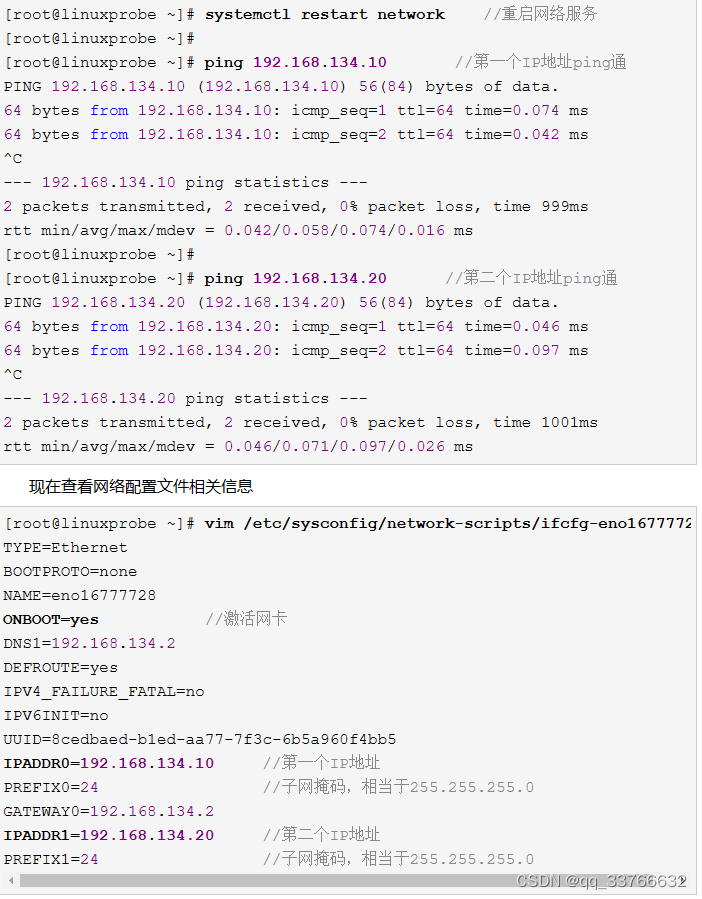 [root@linuxprobe ~]# systemctl restart network    //重启网络服务
[root@linuxprobe ~]#
[root@linuxprobe ~]# ping 192.168.134.10       //第一个IP地址ping通
PING 192.168.134.10 (192.168.134.10) 56(84) bytes of data.
64 bytes from 192.168.134.10: icmp_seq=1 ttl=64 time=0.074 ms
64 bytes from 192.168.134.10: icmp_seq=2 ttl=64 time=0.042 ms
^C
--- 192.168.134.10 ping statistics ---
2 packets transmitted, 2 received, 0% packet loss, time 999ms
rtt min/avg/max/mdev = 0.042/0.058/0.074/0.016 ms
[root@linuxprobe ~]#
[root@linuxprobe ~]# ping 192.168.134.20      //第二个IP地址ping通
PING 192.168.134.20 (192.168.134.20) 56(84) bytes of data.
64 bytes from 192.168.134.20: icmp_seq=1 ttl=64 time=0.046 ms
64 bytes from 192.168.134.20: icmp_seq=2 ttl=64 time=0.097 ms
^C
--- 192.168.134.20 ping statistics ---
2 packets transmitted, 2 received, 0% packet loss, time 1001ms
rtt min/avg/max/mdev = 0.046/0.071/0.097/0.026 ms
现在查看网络配置文件相关信息
[root@linuxprobe ~]# vim /etc/sysconfig/network-scripts/ifcfg-eno1677772
TYPE=Ethernet
BOOTPROTO=none
NAME=eno16777728
ONBOOT=yes           //激活网卡
DNS1=192.168.134.2
DEFROUTE=yes
IPV4_FAILURE_FATAL=no
IPV6INIT=no
UUID=8cedbaed-b1ed-aa77-7f3c-6b5a960f4bb5
IPADDR0=192.168.134.10  //第一个IP地址
PREFIX0=24              //子网掩码，相当于255.255.255.0
GATEWAY0=192.168.134.2
IPADDR1=192.168.134.20  //第二个IP地址
PREFIX1=24              //子网掩码，相当于255.255.255.0
CSDN @qq_33766632